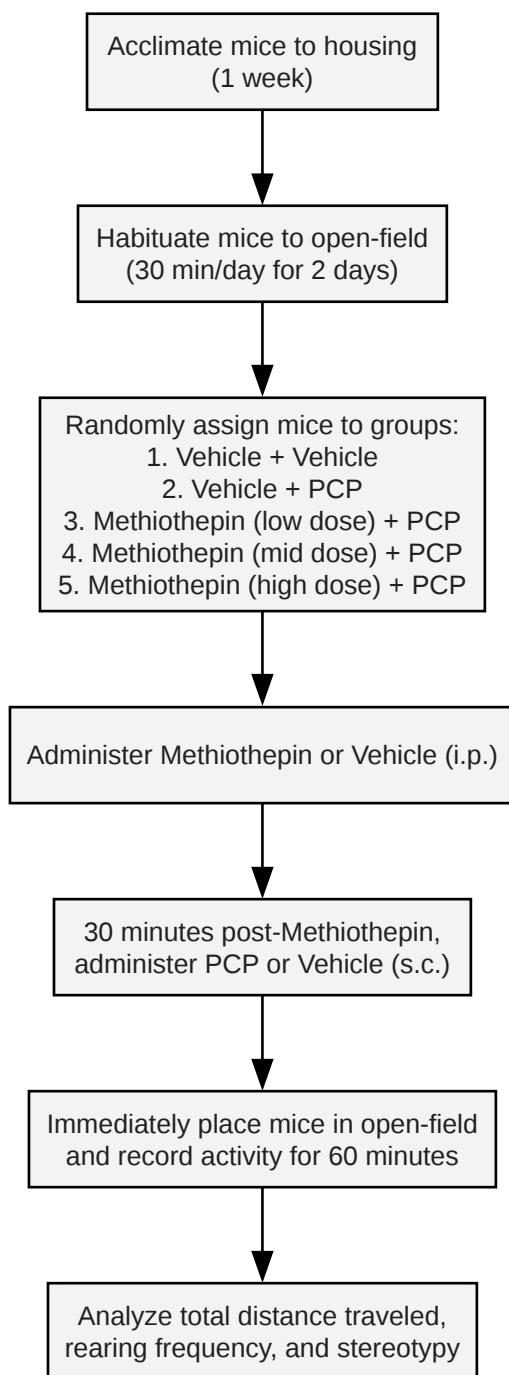 Acclimate mice to housing
(1 week)
Habituate mice to open-field
(30 min/day for 2 days)
Randomly assign mice to groups:
1. Vehicle + Vehicle
2. Vehicle + PCP
3. Methiothepin (low dose) + PCP
4. Methiothepin (mid dose) + PCP
5. Methiothepin (high dose) + PCP
Administer Methiothepin or Vehicle (i.p.)
30 minutes post-Methiothepin,
administer PCP or Vehicle (s.c.)
Immediately place mice in open-field
and record activity for 60 minutes
Analyze total distance traveled,
rearing frequency, and stereotypy